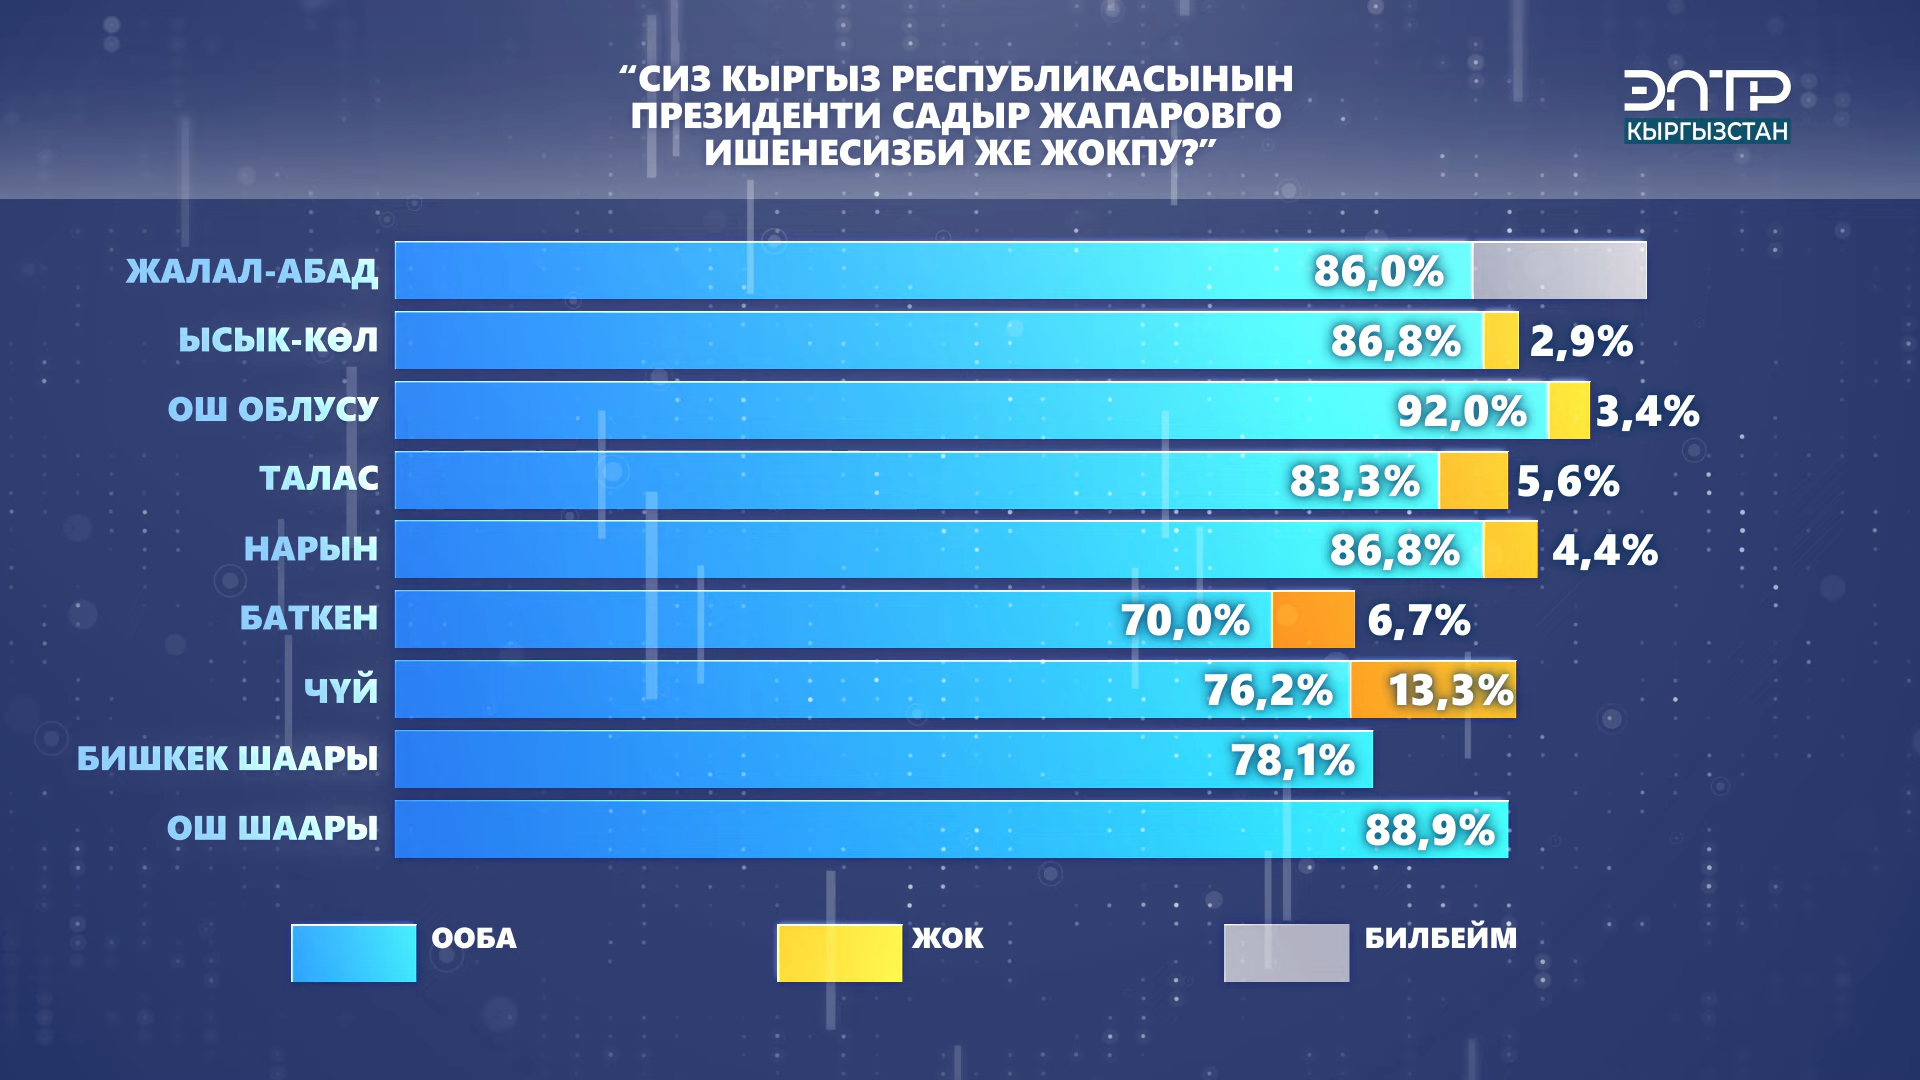 “СИЗ КЫРГЫЗ РЕСПУБЛИКАСЫНЫН
ПРЕЗИДЕНТИ САДЫР ЖАПАРОВГО
ИШЕНЕСИЗБИ ЖЕ ЖОКПУ?”
ЭЛТР
КЫРГЫЗСТАН
ЖАЛАЛ-АБАД 86,0%
ЫСЫК-КӨЛ 86,8% 2,9%
ОШ ОБЛУСУ 92,0% 3,4%
ТАЛАС 83,3% 5,6%
НАРЫН 86,8% 4,4%
БАТКЕН 70,0% 6,7%
ЧҮЙ 76,2% 13,3%
БИШКЕК ШААРЫ 78,1%
ОШ ШААРЫ 88,9%
ООБА ЖОК БИЛБЕЙМ